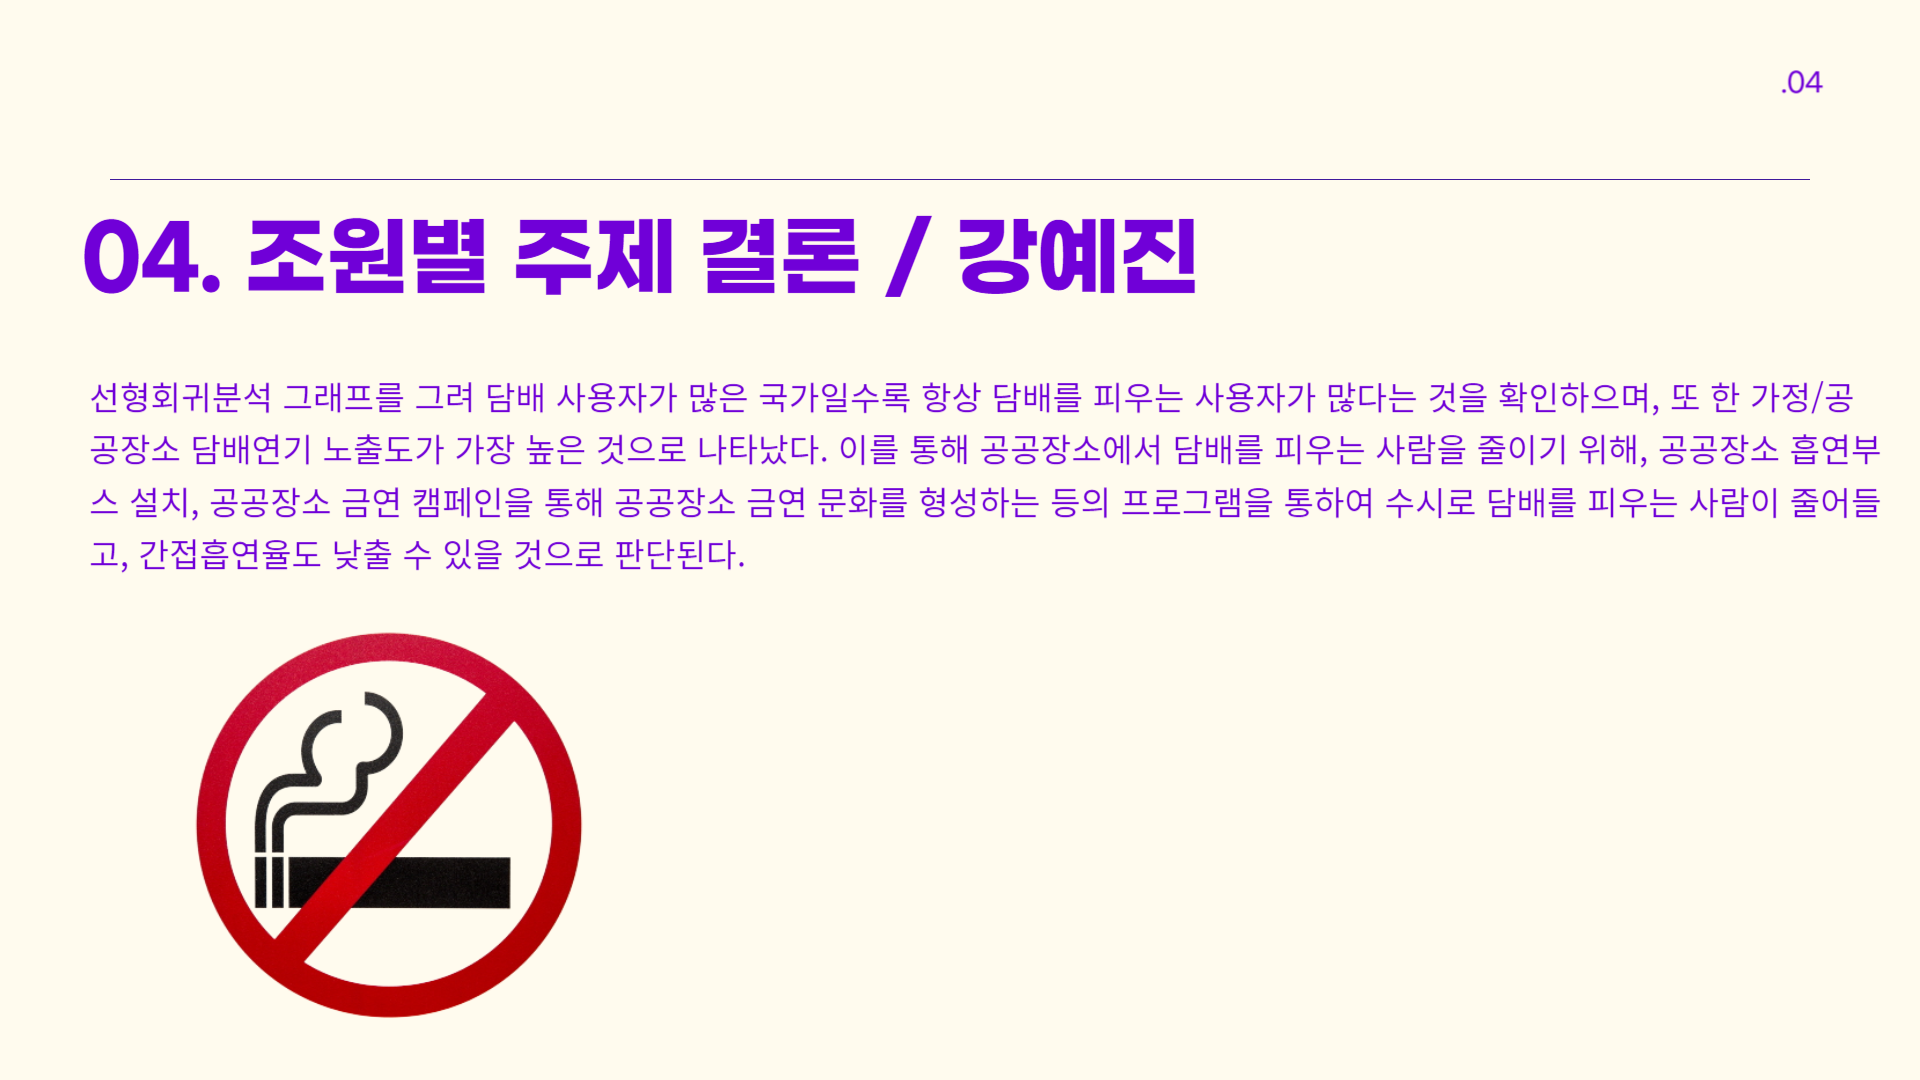 .04
04. 조원별 주제 결론 / 강예진
선형회귀분석 그래프를 그려 담배 사용자가 많은 국가일수록 항상 담배를 피우는 사용자가 많다는 것을 확인하으며, 또 한 가정/공
공장소 담배연기 노출도가 가장 높은 것으로 나타났다. 이를 통해 공공장소에서 담배를 피우는 사람을 줄이기 위해, 공공장소 흡연부
스 설치, 공공장소 금연 캠페인을 통해 공공장소 금연 문화를 형성하는 등의 프로그램을 통하여 수시로 담배를 피우는 사람이 줄어들
고, 간접흡연율도 낮출 수 있을 것으로 판단된다.